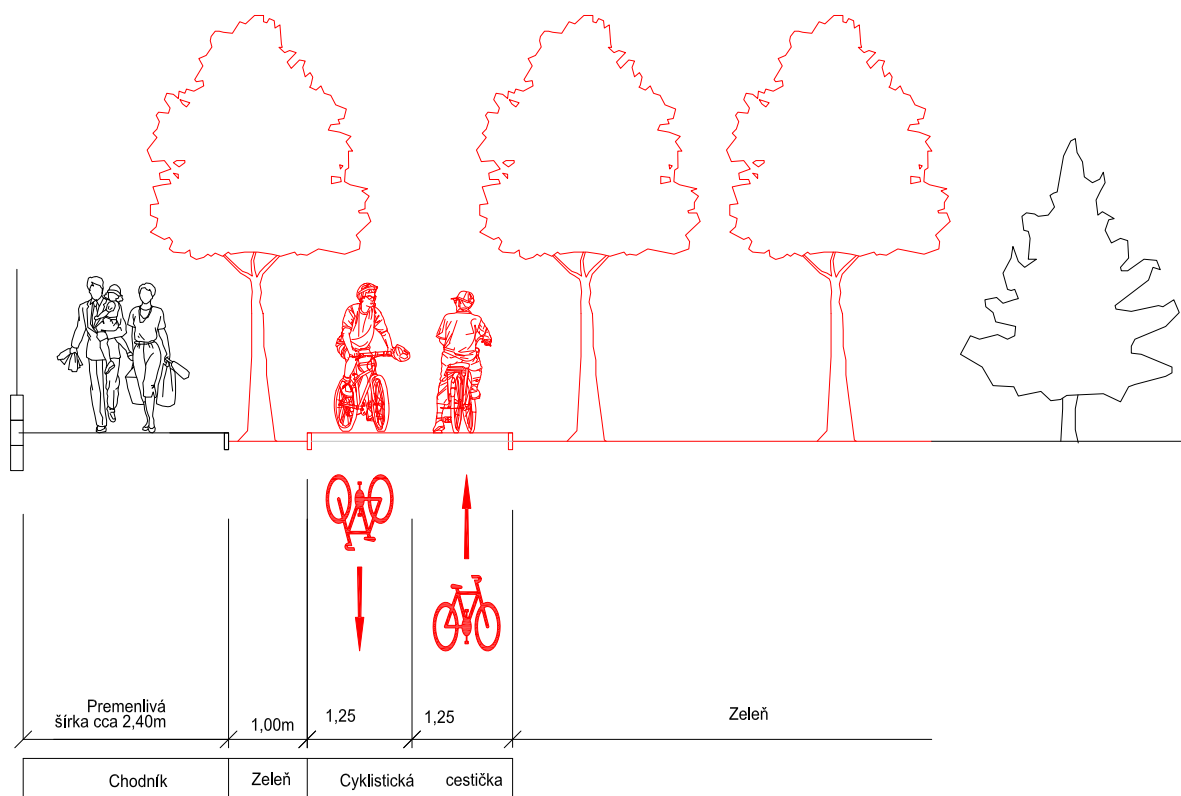 Premenlivá
šírka cca 2,40m
1,00m
1,25
1,25
Zeleň
Chodník
Zeleň
Cyklistická cestička